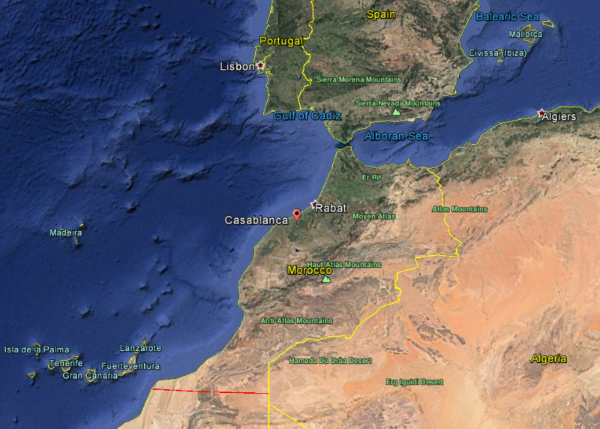 Spain
Balearic Sea
Mallorca
Portugal
Eivissa (Ibiza)
Lisbon
Sierra Morena Mountains
Sierra Nevada Mountains
Gulf of Cadiz
Algiers
Alboran Sea
Er Rif
Rabat
Casablanca
Moyen Atlas
Atlas Mountains
Madeira
Haut Atlas Mountains
Morocco
Anti Atlas Mountains
Isla de La Palma
Lanzarote
Tenerife
Fuerteventura
Gran Canaria
Hamada Du Drâa Desert
Algeria
Erg Iguidi Desert